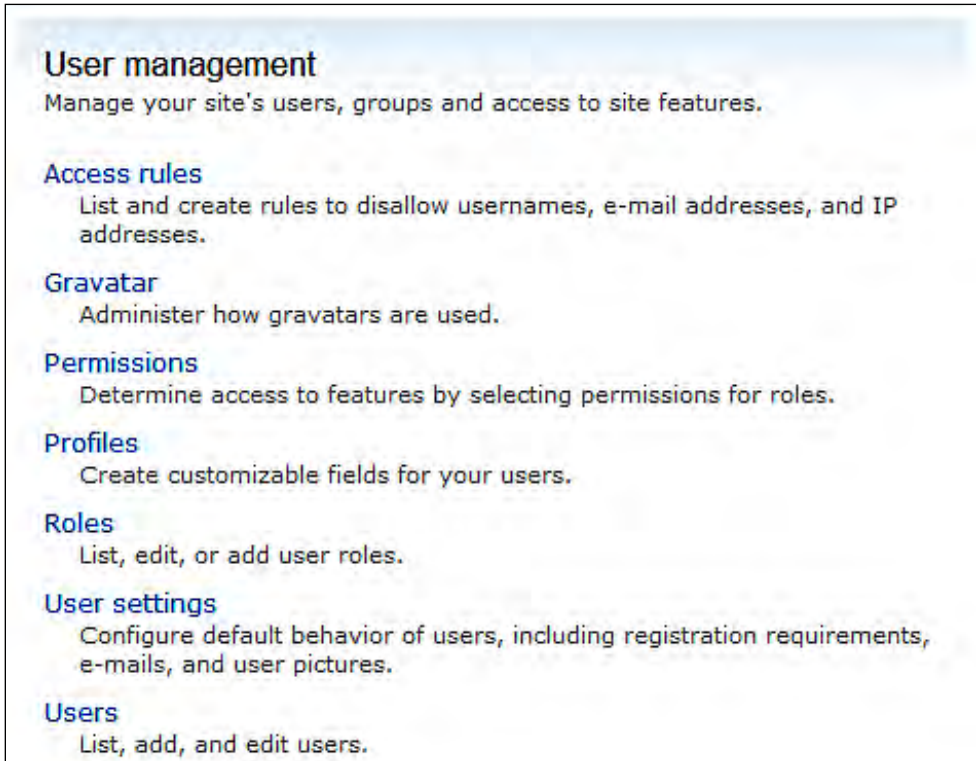 User management
Manage your site's users, groups and access to site features.
Access rules
List and create rules to disallow usernames, e-mail addresses, and IP
addresses.
Gravatar
Administer how gravatars are used.
Permissions
Determine access to features by selecting permissions for roles.
Profiles
Create customizable fields for your users.
Roles
List, edit, or add user roles.
User settings
Configure default behavior of users, including registration requirements,
e-mails, and user pictures.
Users
List, add, and edit users.